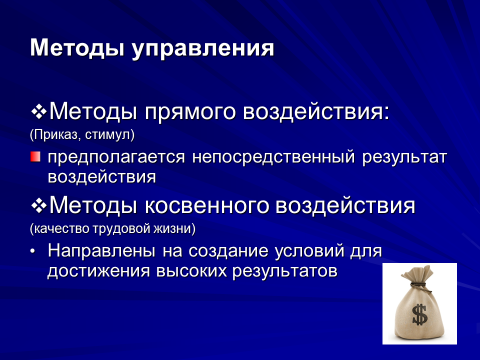 Методы управления
❖Методы прямого воздействия:
(Приказ, стимул)
предполагается непосредственный результат
воздействия
❖Методы косвенного воздействия
(качество трудовой жизни)
• Направлены на создание условий для
достижения высоких результатов
$